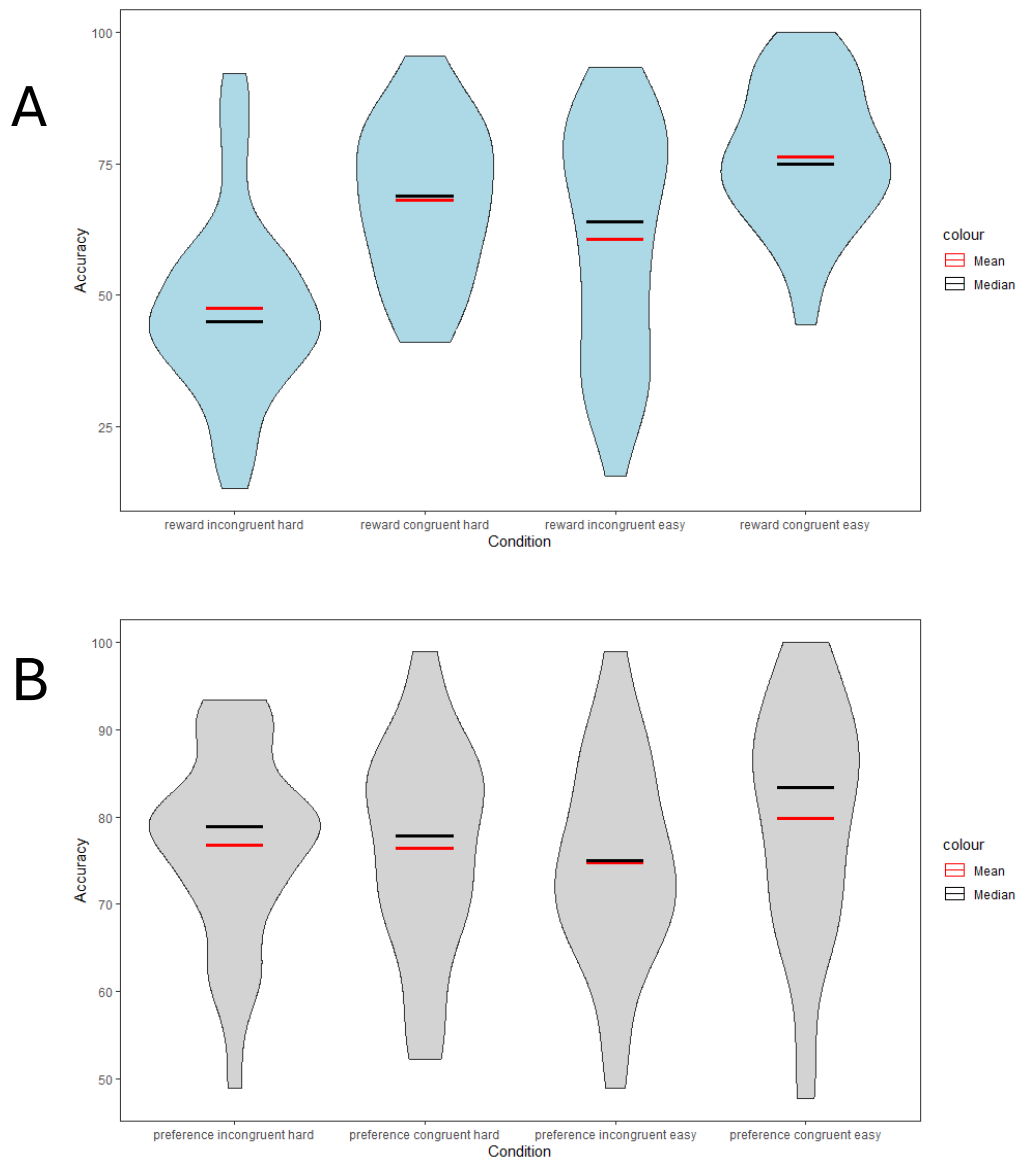 A
100
75
50
25
Accuracy
reward incongruent hard
reward congruent hard
reward incongruent easy
reward congruent easy
Condition
colour
Mean
Median
B
100
90
80
70
60
50
Accuracy
preference incongruent hard
preference congruent hard
preference incongruent easy
preference congruent easy
Condition
colour
Mean
Median